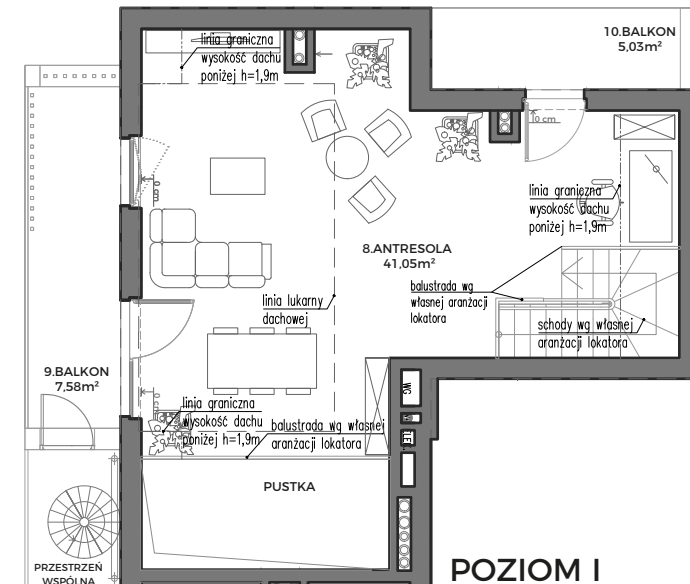 10.BALKON
5,03m²
linia graniczna
wysokość dachu
poniżej h=1,9m
10 cm
linia graniczna
wysokość dachu
poniżej h=1,9m
8.ANTRESOLA
41,05m²
balustrada wg
własnej aranżacji
lokatora
linia lukarny
dachowej
schody wg własnej
aranżacji lokatora
9.BALKON
7,58m²
linia graniczna
wysokość dachu
poniżej h=1,9m
balustrada wg własnej
aranżacji lokatora
WG
PUSTKA
PRZESTRZEŃ
WSPÓLNA
POZIOM I